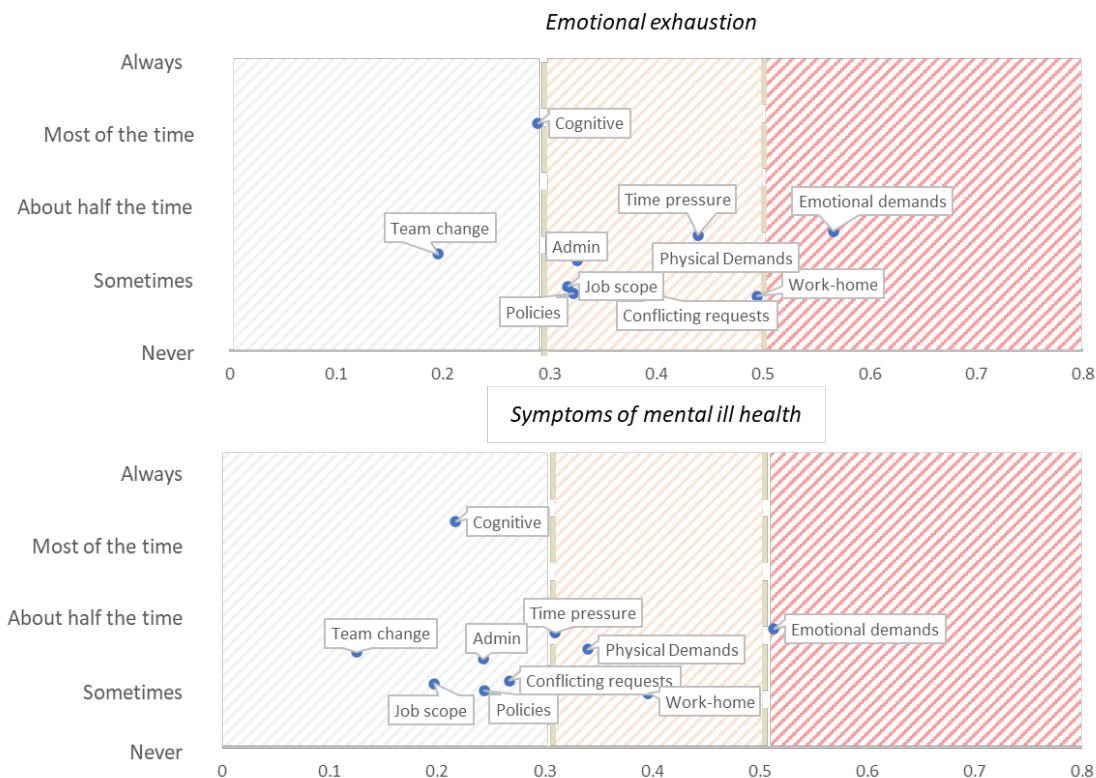 Emotional exhaustion
Always
Most of the time
About half the time
Sometimes
Never
Cognitive
Team change
Time pressure
Emotional demands
Admin
Physical Demands
Job scope
Work-home
Policies
Conflicting requests
0 0.1 0.2 0.3 0.4 0.5 0.6 0.7 0.8
Symptoms of mental ill health
Always
Most of the time
About half the time
Sometimes
Never
Cognitive
Time pressure
Team change
Admin
Emotional demands
Physical Demands
Conflicting requests
Work-home
Job scope
Policies
0 0.1 0.2 0.3 0.4 0.5 0.6 0.7 0.8